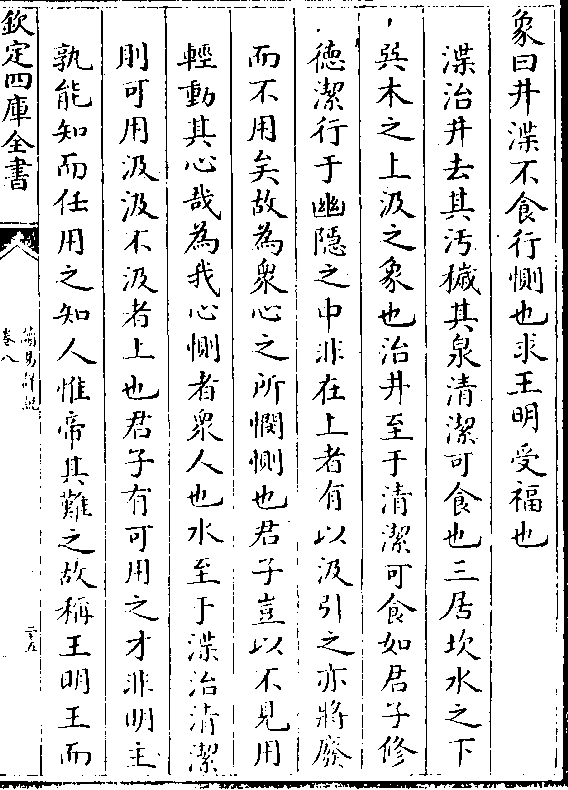 象曰井渫不食行惻也求王明受福也
渫治井去其汚穢其泉清潔可食也三居坎水之下
巽木之上汲之象也治井至于清潔可食如君子修
德潔行于幽隱之中非在上者有以汲引之亦將廢
而不用矣故為衆心之所憫惻也君子豈以不見用
輕動其心哉為我心惻者衆人也水至于渫治清潔
則可用汲汲不汲者上也君子有可用之才非明主
孰能知而任用之知人惟帝其難之故稱王明王而
欽定四庫全書
卷八
二十五